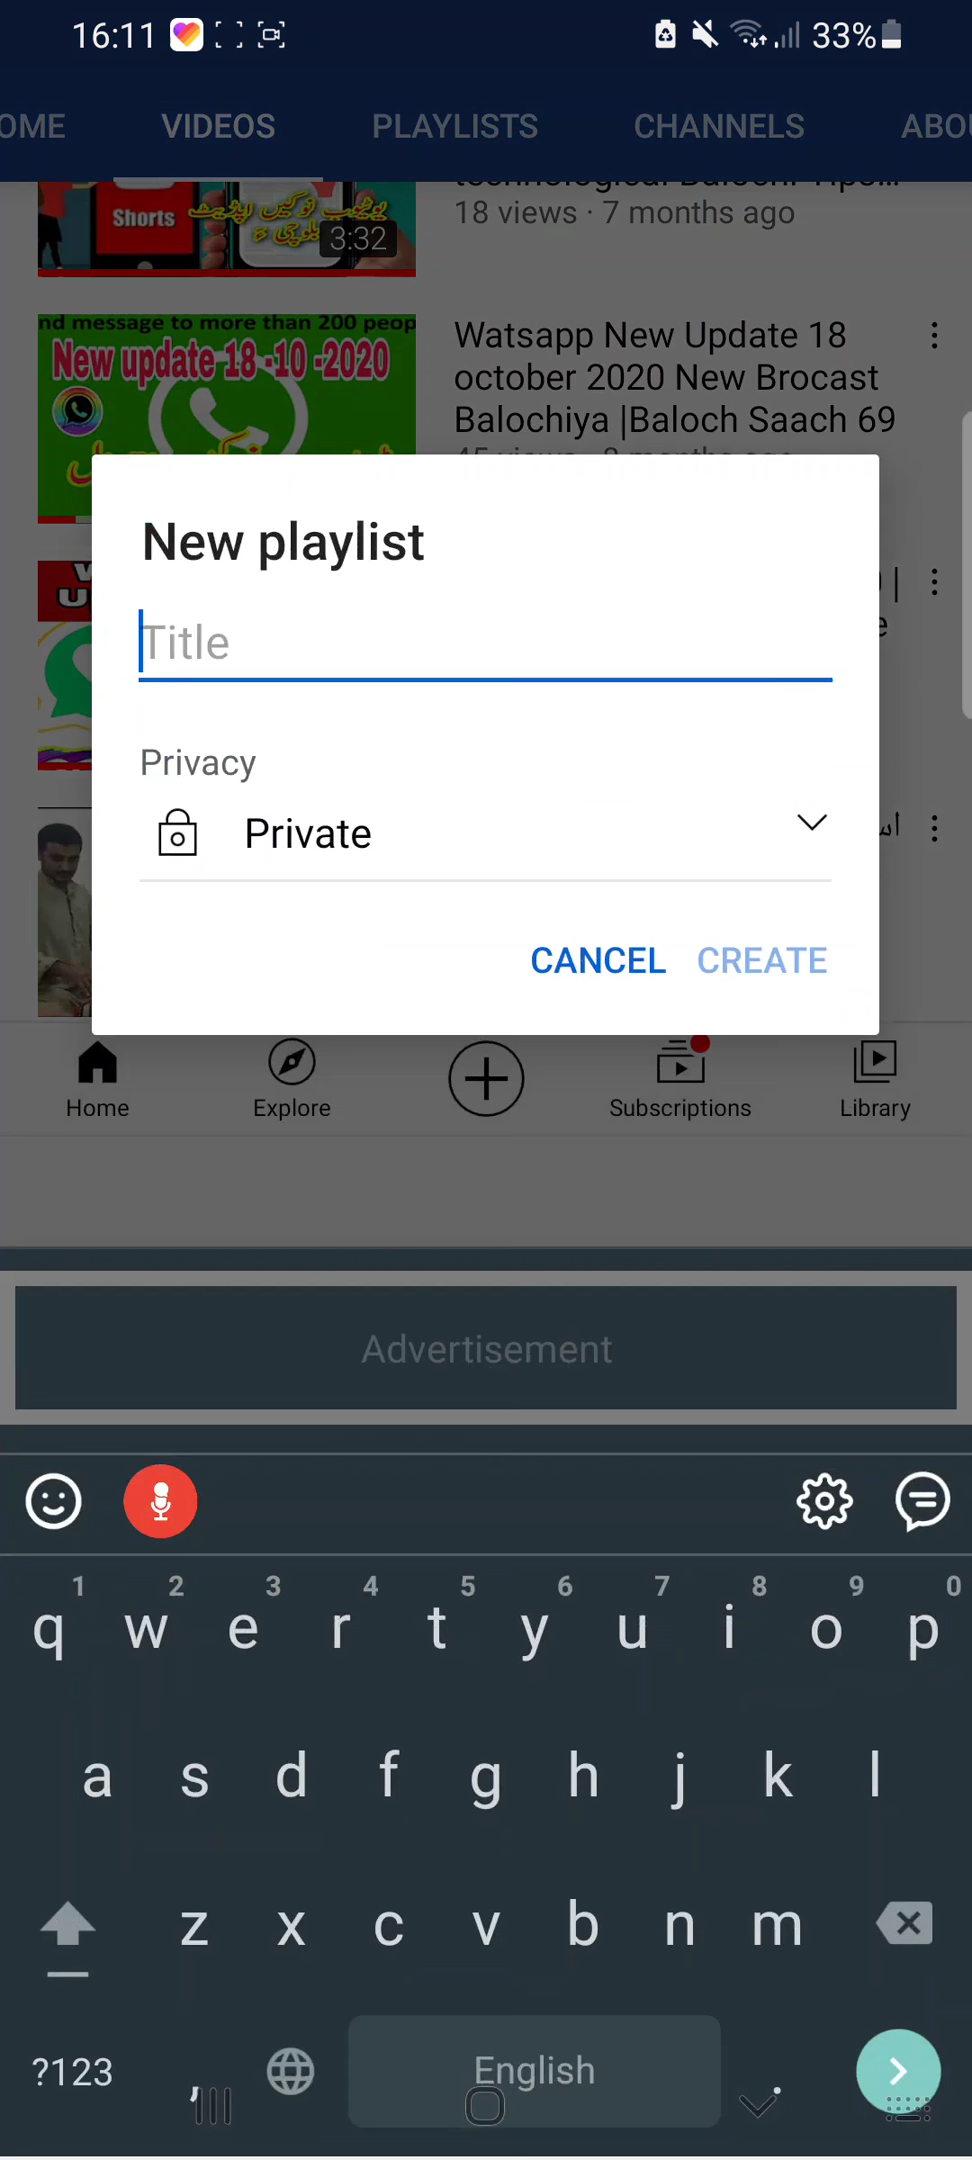 16:11
33%
OME VIDEOS PLAYLISTS CHANNELS ABO
Shorts
3:32
18 views · 7 months ago
nd message to more than 200 peop
New update 18 -10 -2020
Watsapp New Update 18
october 2020 New Brocast
Balochiya |Baloch Saach 69
New playlist
Title
Privacy
Private
CANCEL CREATE
Home Explore Subscriptions Library
Advertisement
1 2 3 4 5 6 7 8 9 0
q w e r t y u i o p
a s d f g h j k l
z x c v b n m
?123 , English .